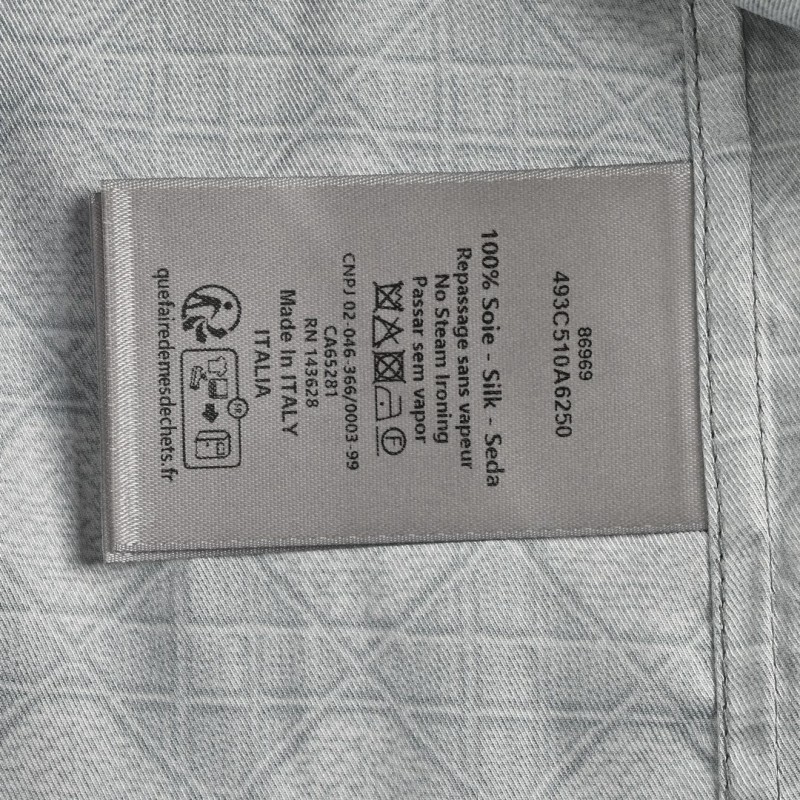 86969
493C510A6250
100% Soie - Silk - Seda
Repassage sans vapeur
No Steam Ironing
Passar sem vapor
F
CNPJ 02-046-366/0003-99
CA65281
RN 143628
Made In ITALY
ITALIA
quefairedemesdechets.fr